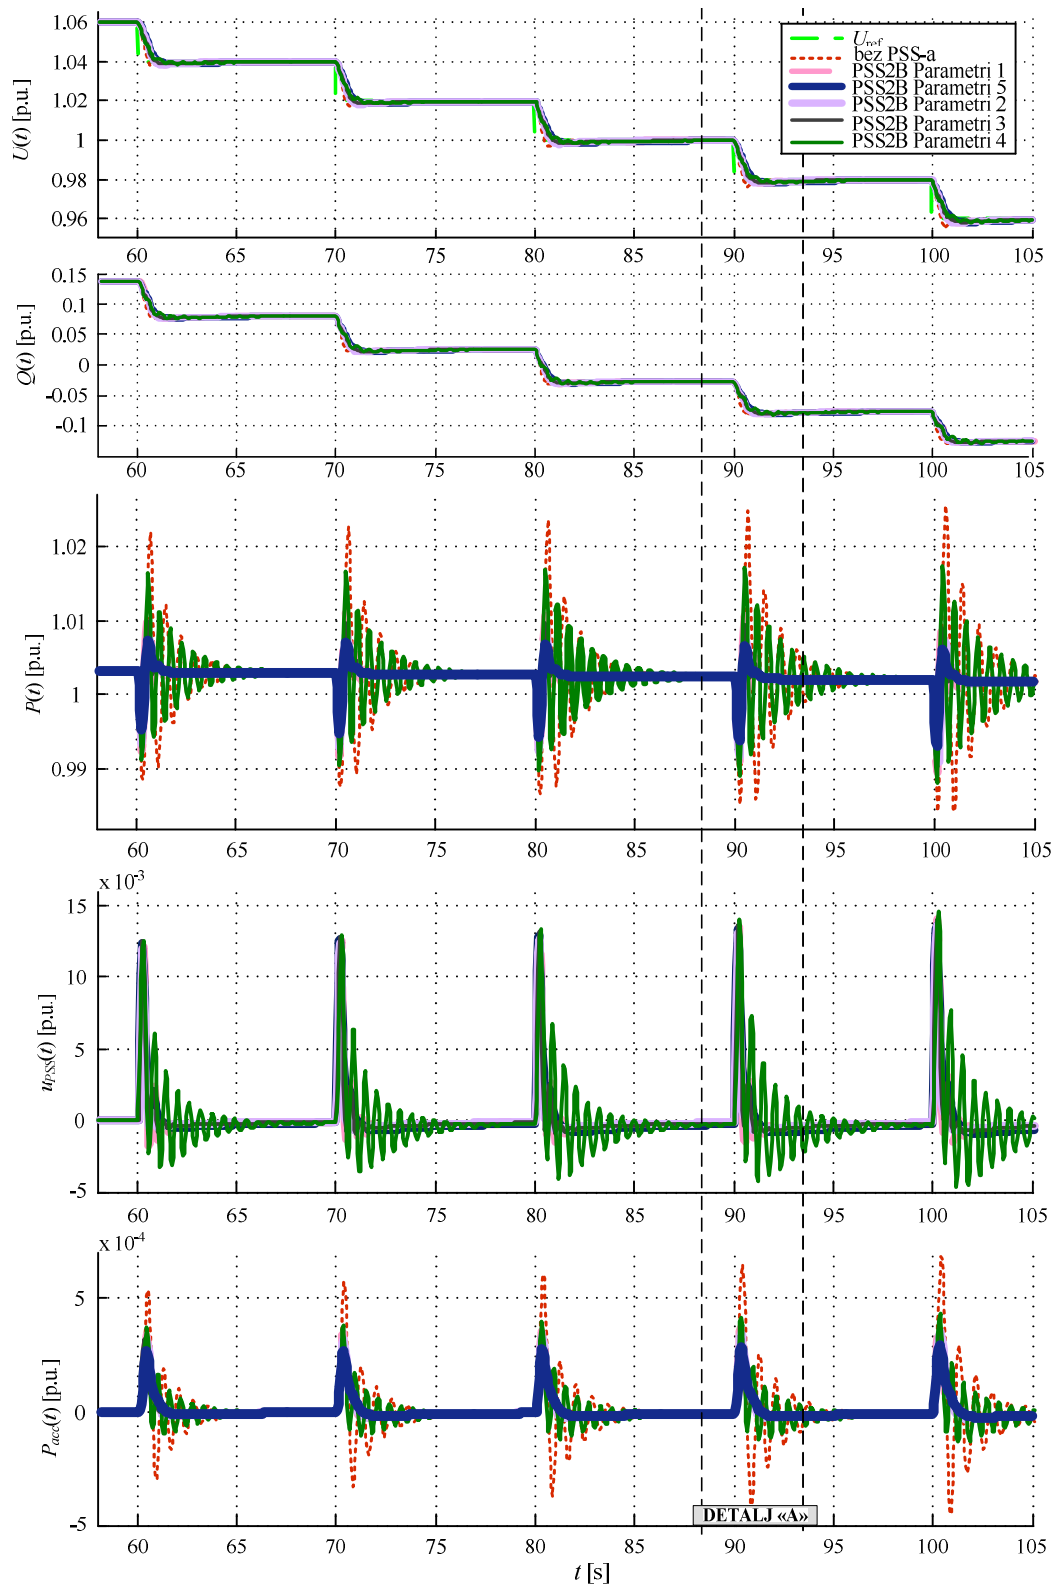 U(t) [p.u.]
1.06
1.04
1.02
1
0.98
0.96
U_ref
bez PSS-a
PSS2B Parametri 1
PSS2B Parametri 5
PSS2B Parametri 2
PSS2B Parametri 3
PSS2B Parametri 4
60 65 70 75 80 85 90 95 100 105
Q(t) [p.u.]
0.15
0.10
0.05
0
-0.05
-0.1
60 65 70 75 80 85 90 95 100 105
P(t) [p.u.]
1.02
1.01
1
0.99
60 65 70 75 80 85 90 95 100 105
x 10^-3
u_PSS(t) [p.u.]
15
10
5
0
-5
60 65 70 75 80 85 90 95 100 105
x 10^-4
P_acc(t) [p.u.]
5
0
-5
DETALJ «A»
60 65 70 75 80 85 90 95 100 105
t [s]